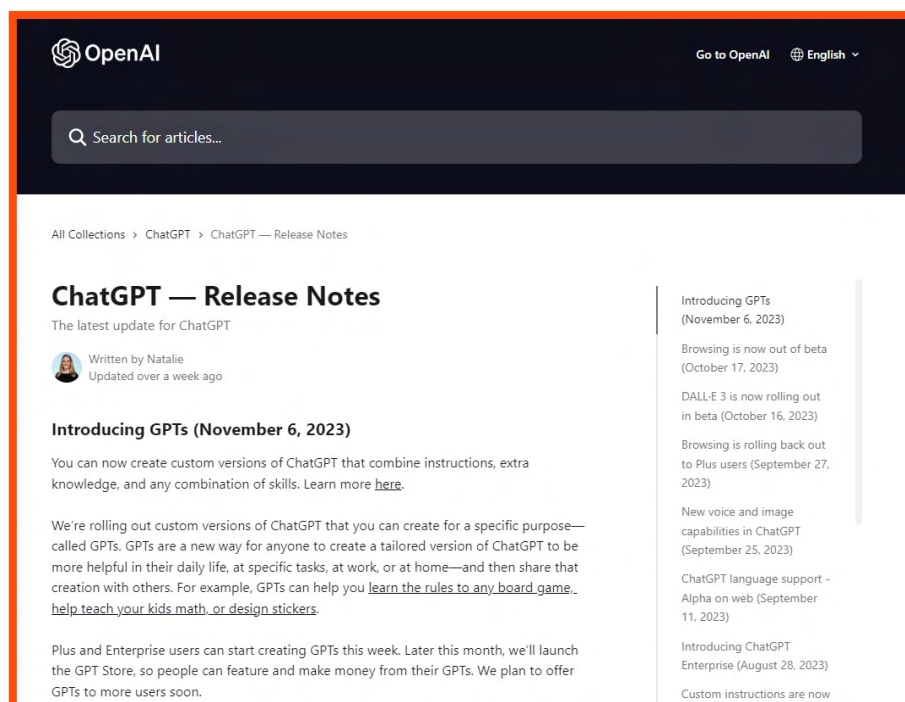 OpenAI
Go to OpenAI
English
Search for articles...
All Collections > ChatGPT > ChatGPT — Release Notes
ChatGPT — Release Notes
The latest update for ChatGPT
Written by Natalie
Updated over a week ago
Introducing GPTs (November 6, 2023)
You can now create custom versions of ChatGPT that combine instructions, extra
knowledge, and any combination of skills. Learn more here.
We're rolling out custom versions of ChatGPT that you can create for a specific purpose—
called GPTs. GPTs are a new way for anyone to create a tailored version of ChatGPT to be
more helpful in their daily life, at specific tasks, at work, or at home—and then share that
creation with others. For example, GPTs can help you learn the rules to any board game,
help teach your kids math, or design stickers.
Plus and Enterprise users can start creating GPTs this week. Later this month, we'll launch
the GPT Store, so people can feature and make money from their GPTs. We plan to offer
GPTs to more users soon.
Introducing GPTs
(November 6, 2023)
Browsing is now out of beta
(October 17, 2023)
DALL·E 3 is now rolling out
in beta (October 16, 2023)
Browsing is rolling back out
to Plus users (September 27,
2023)
New voice and image
capabilities in ChatGPT
(September 25, 2023)
ChatGPT language support -
Alpha on web (September
11, 2023)
Introducing ChatGPT
Enterprise (August 28, 2023)
Custom instructions are now